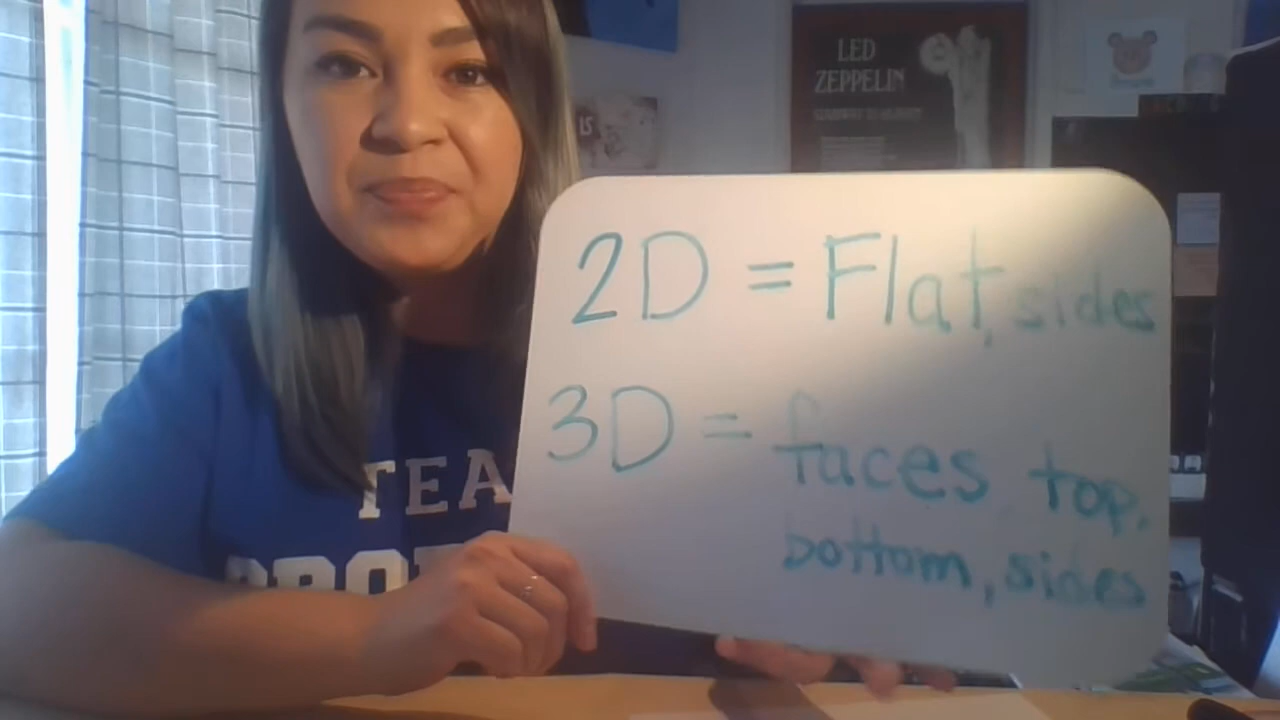 LED
ZEPPELIN
2D = Flat, sides
3D = faces, top,
bottom, sides
TEA